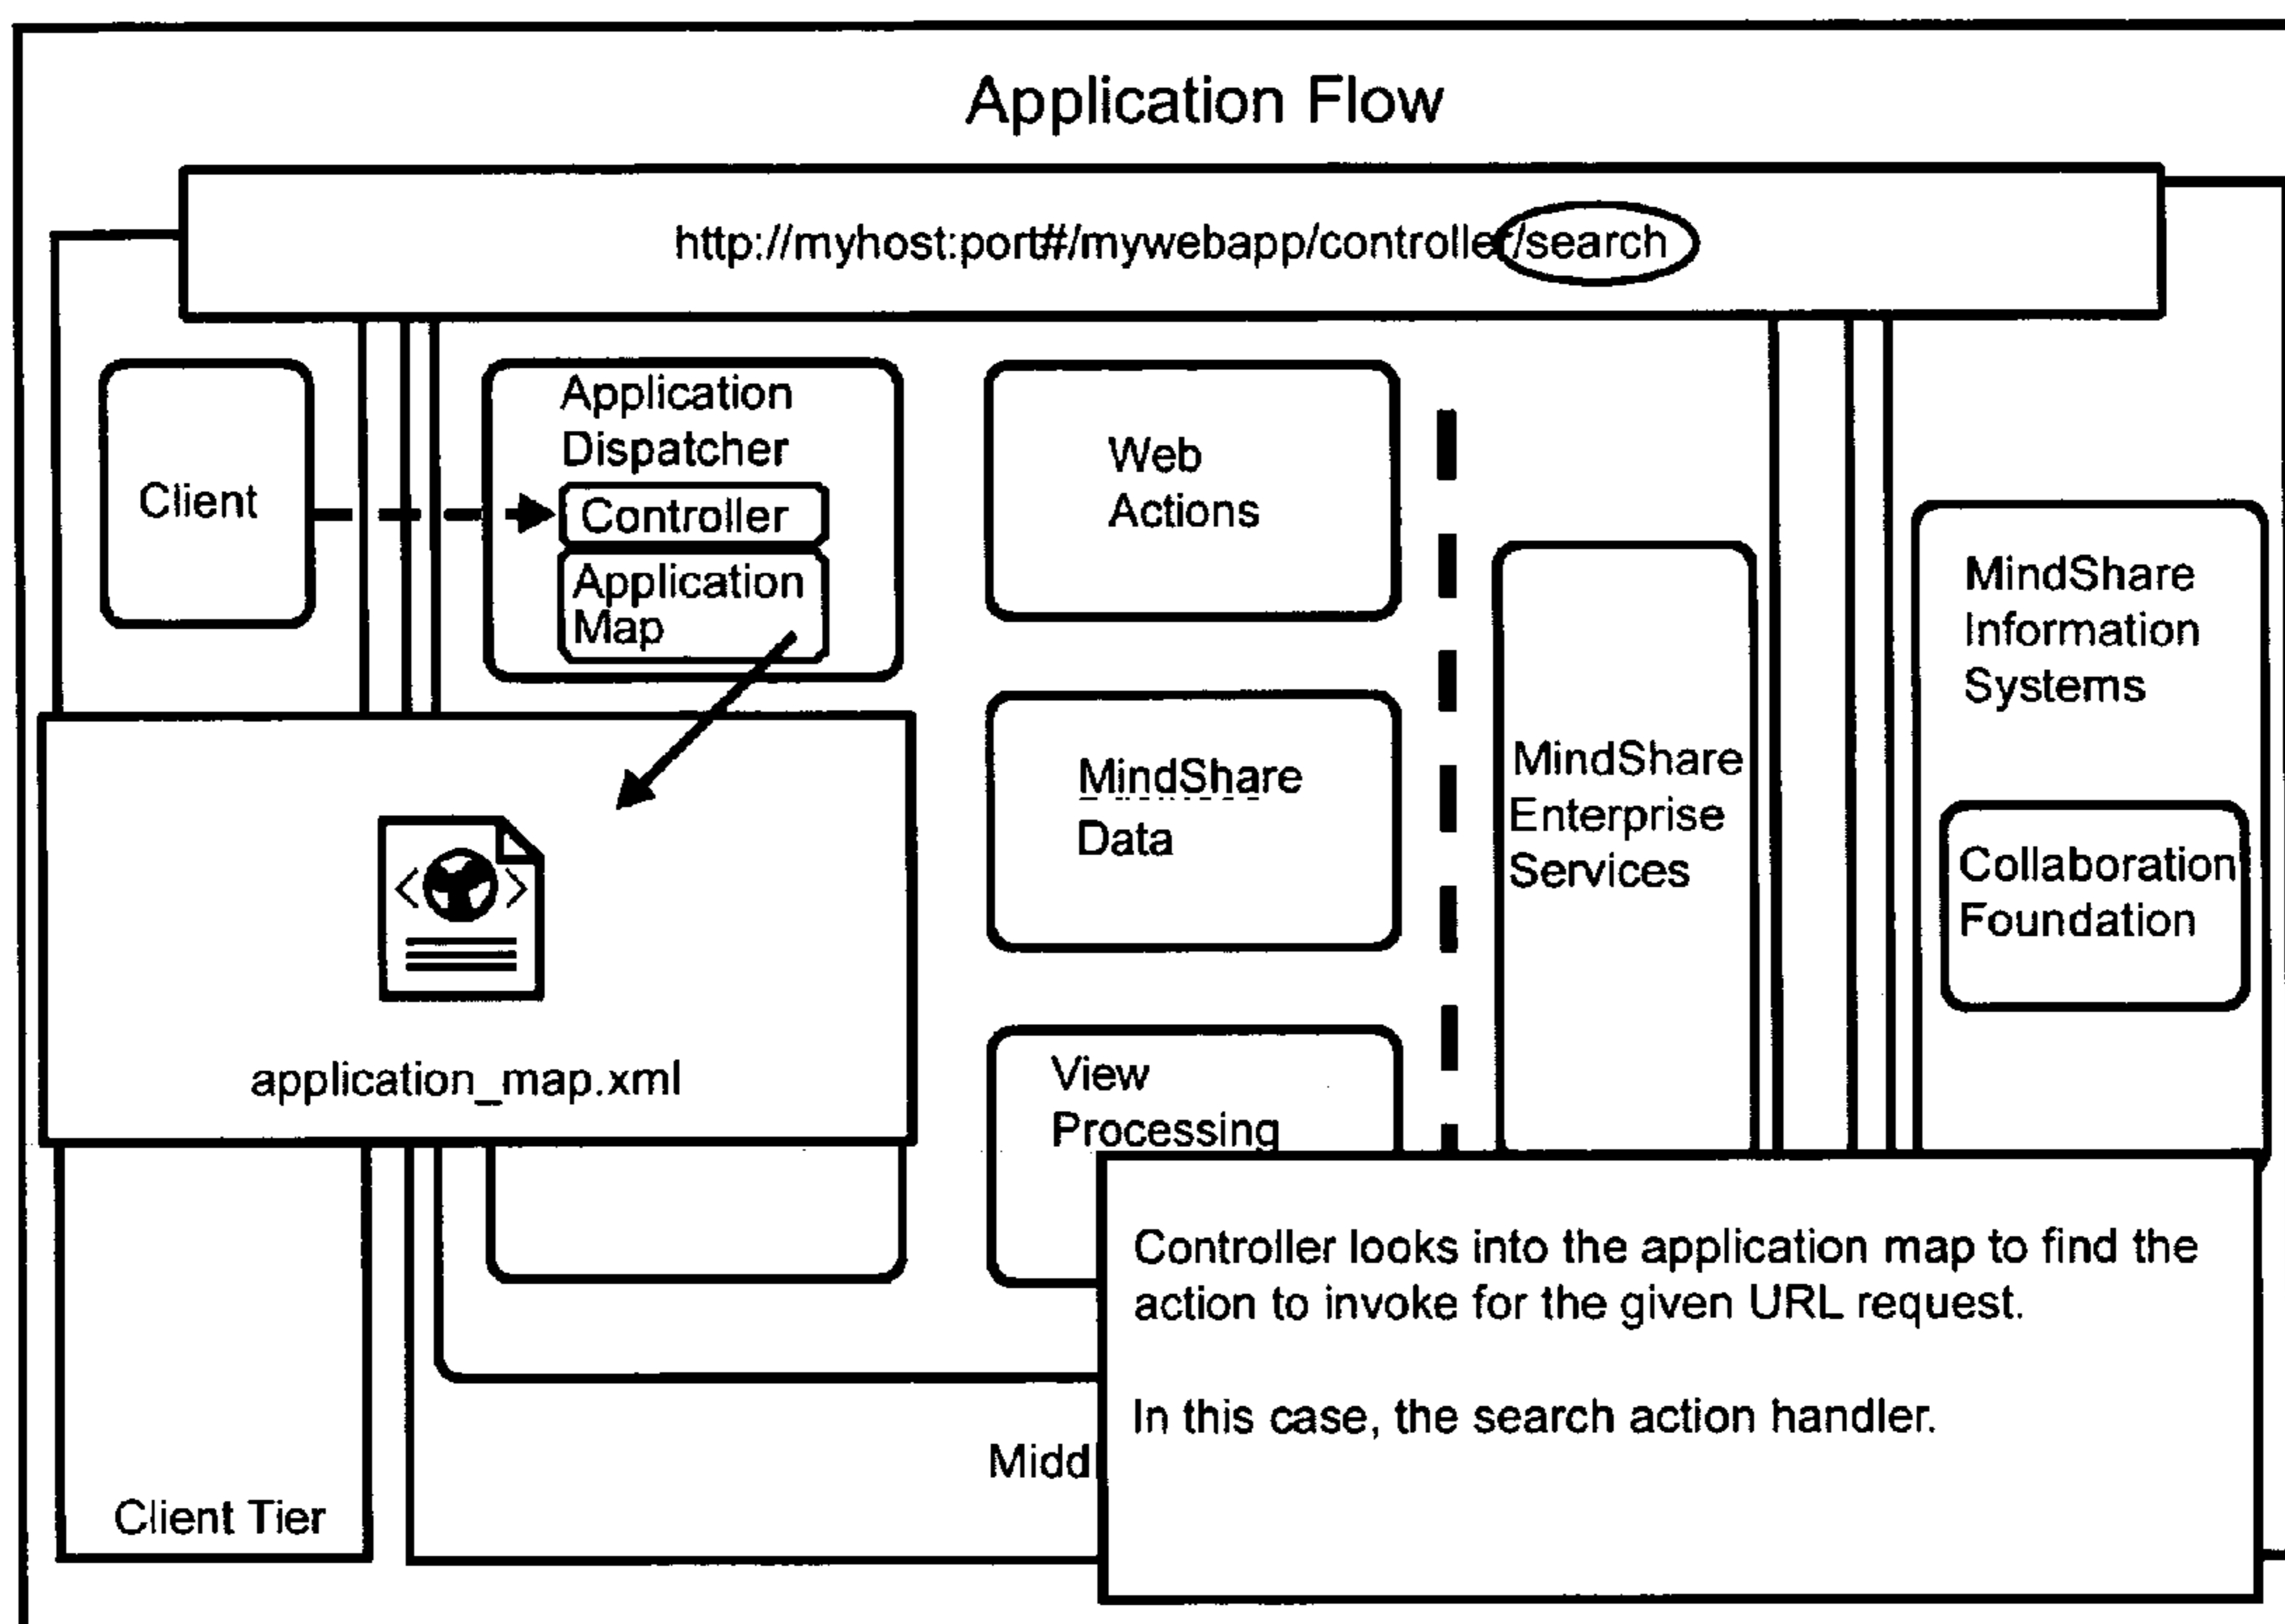 Application Flow
http://myhost:port#/mywebapp/controller/search
Client
Application
Dispatcher
Controller
Application
Map
Web
Actions
MindShare
Data
MindShare
Enterprise
Services
MindShare
Information
Systems
Collaboration
Foundation
application_map.xml
View
Processing
Controller looks into the application map to find the
action to invoke for the given URL request.
In this case, the search action handler.
Midd
Client Tier